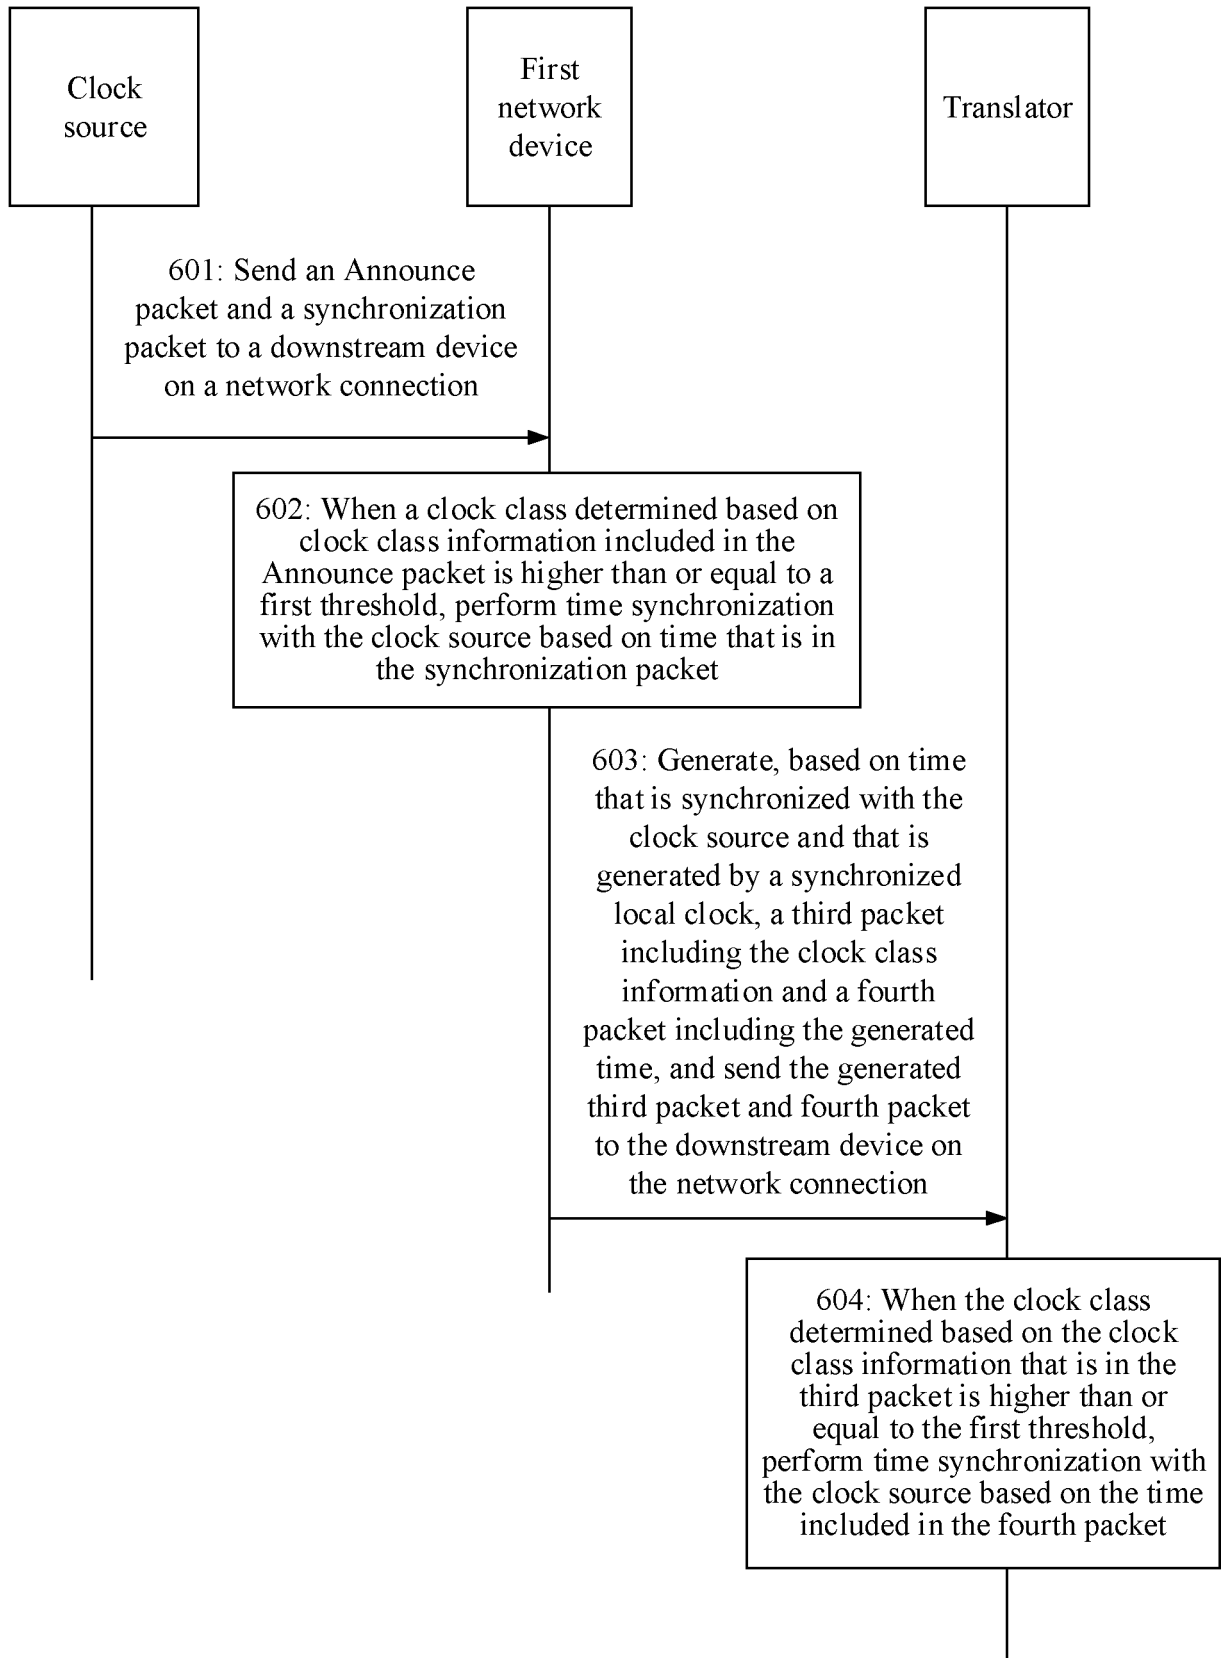 Clock
source
First
network
device
Translator
601: Send an Announce
packet and a synchronization
packet to a downstream device
on a network connection
602: When a clock class determined based on
clock class information included in the
Announce packet is higher than or equal to a
first threshold, perform time synchronization
with the clock source based on time that is in
the synchronization packet
603: Generate, based on time
that is synchronized with the
clock source and that is
generated by a synchronized
local clock, a third packet
including the clock class
information and a fourth
packet including the generated
time, and send the generated
third packet and fourth packet
to the downstream device on
the network connection
604: When the clock class
determined based on the clock
class information that is in the
third packet is higher than or
equal to the first threshold,
perform time synchronization with
the clock source based on the time
included in the fourth packet